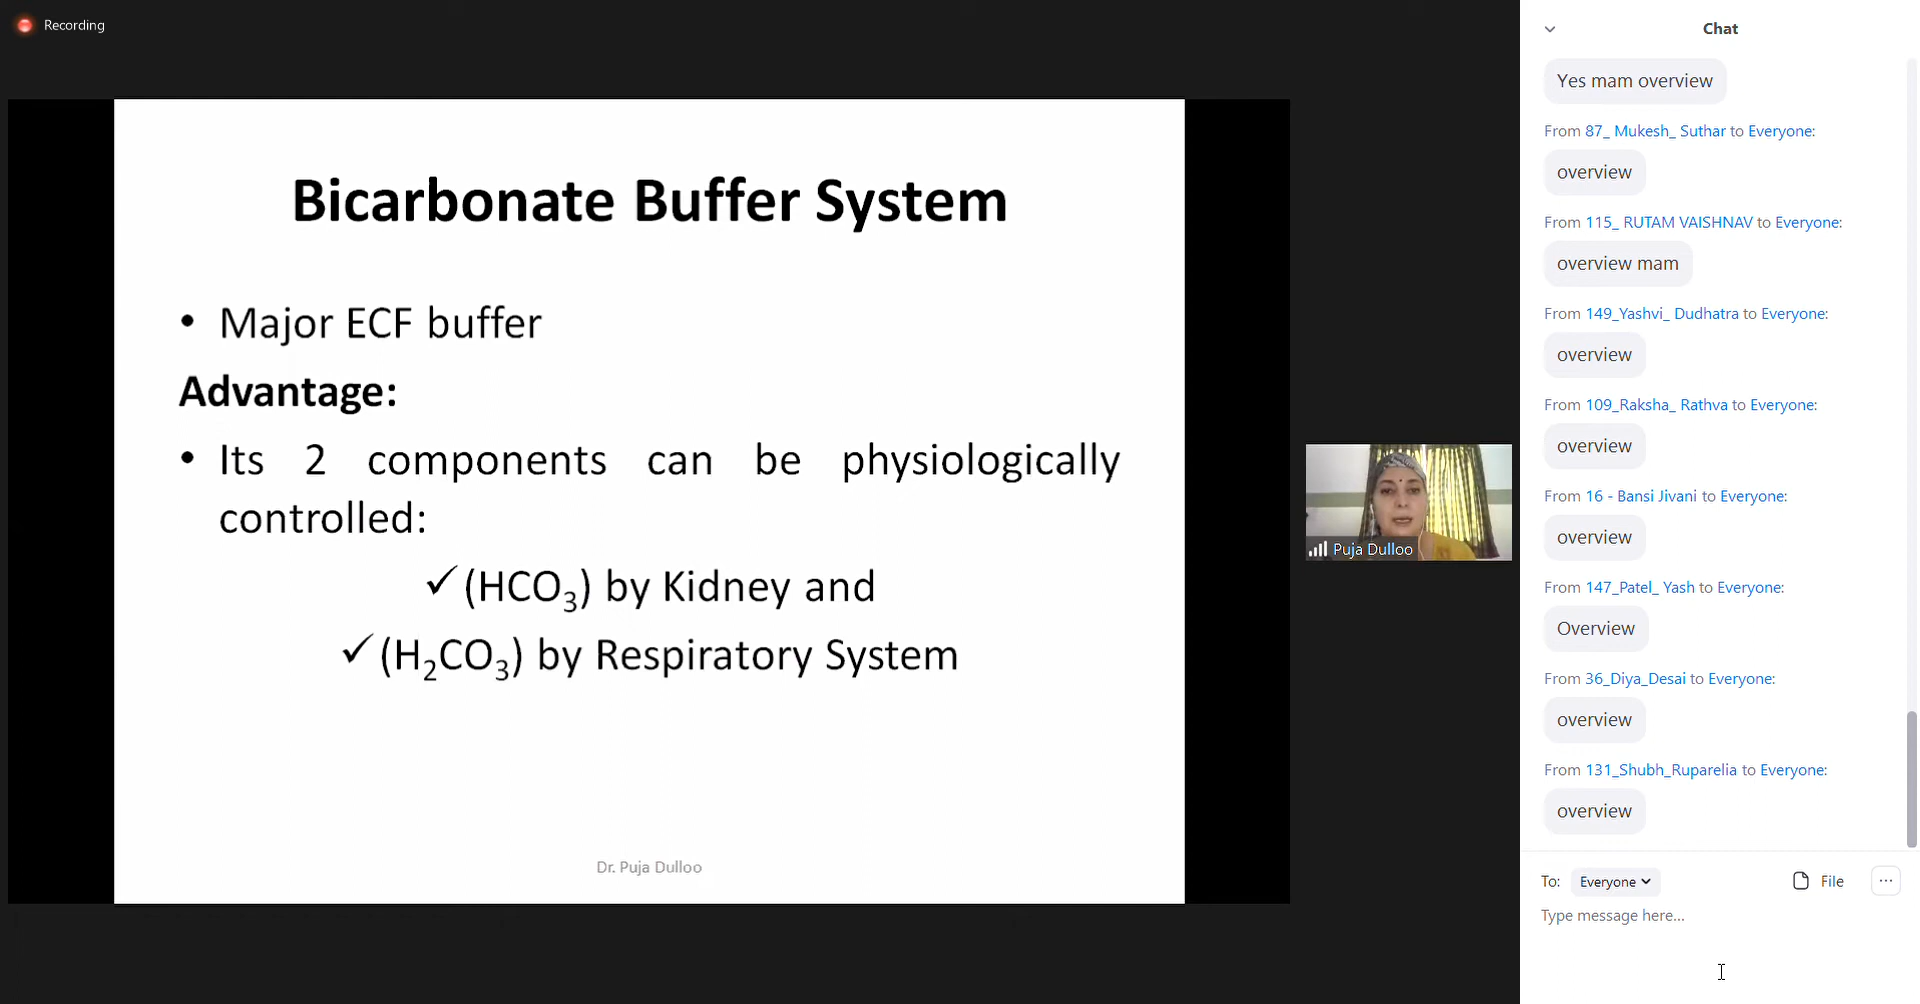 Recording
Bicarbonate Buffer System
• Major ECF buffer
Advantage:
• Its 2 components can be physiologically
controlled:
✓(HCO₃) by Kidney and
✓(H₂CO₃) by Respiratory System
Dr. Puja Dulloo
Puja Dulloo
Chat
Yes mam overview
From 87_ Mukesh_ Suthar to Everyone:
overview
From 115_ RUTAM VAISHNAV to Everyone:
overview mam
From 149_Yashvi_ Dudhatra to Everyone:
overview
From 109_Raksha_ Rathva to Everyone:
overview
From 16 - Bansi Jivani to Everyone:
overview
From 147_Patel_ Yash to Everyone:
Overview
From 36_Diya_Desai to Everyone:
overview
From 131_Shubh_Ruparelia to Everyone:
overview
To: Everyone File ...
Type message here...